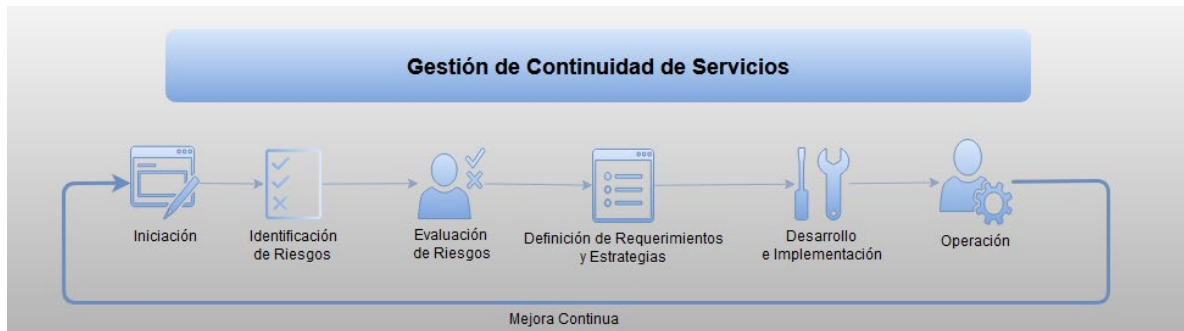 Gestión de Continuidad de Servicios
Iniciación
Identificación
de Riesgos
Evaluación
de Riesgos
Definición de Requerimientos
y Estrategias
Desarrollo
e Implementación
Operación
Mejora Continua